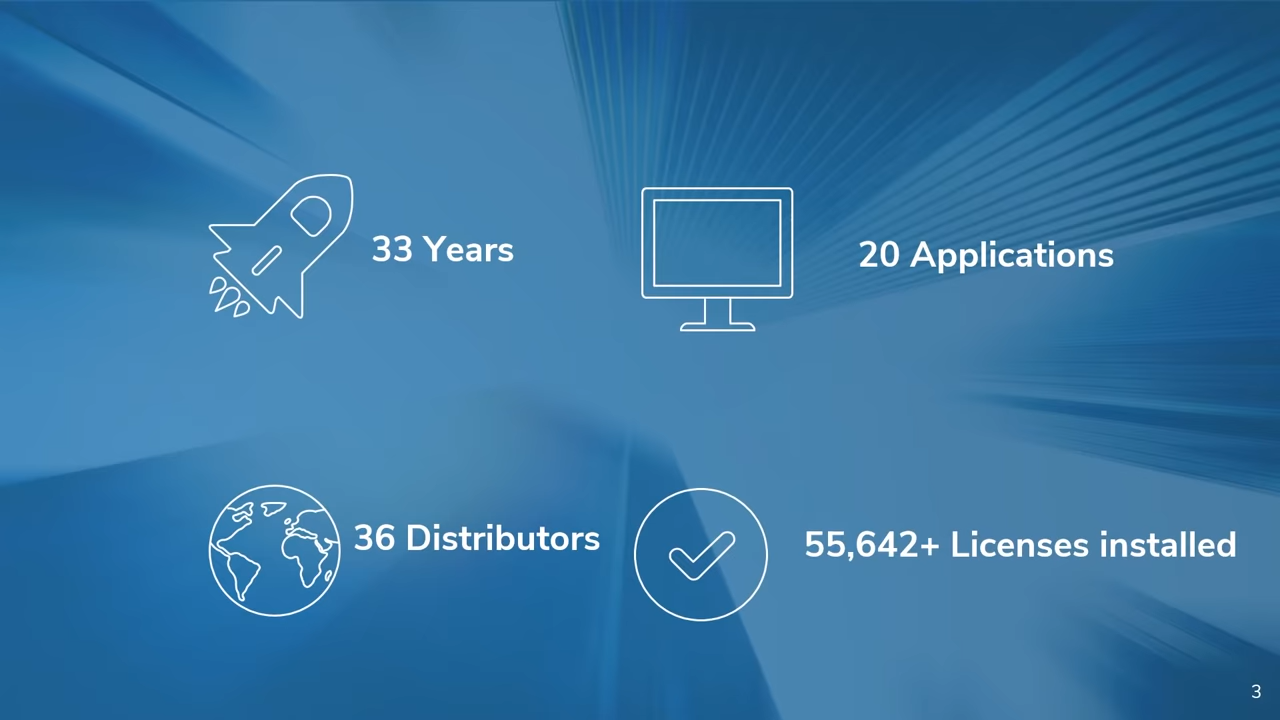 33 Years
20 Applications
36 Distributors
55,642+ Licenses installed
3